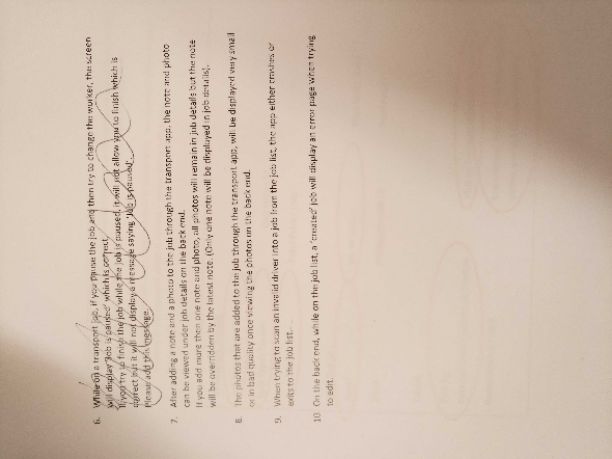 6. While on a transport job, if you pause the job and then try to change the worker, the screen
will display 'Job is paused' which is correct.
If you try to finish the job while the job is paused, it will not allow you to finish which is
correct but it will not display a message saying 'Job is paused'.
Please add this message.
7. After adding a note and a photo to the job through the transport app, the note and photo
can be viewed under job details on the back end.
If you add more then one note and photo, all photos will remain in job details but the note
will be overridden by the latest note. (Only one note will be displayed in job details).
8. The photos that are added to the job through the transport app, will be displayed very small
or in bad quality once viewing the photos on the back end.
9. When trying to scan an invalid driver into a job from the job list, the app either crashes or
exits to the job list.
10. On the back end, while on the job list, a 'created' job will display an error page when trying
to edit.